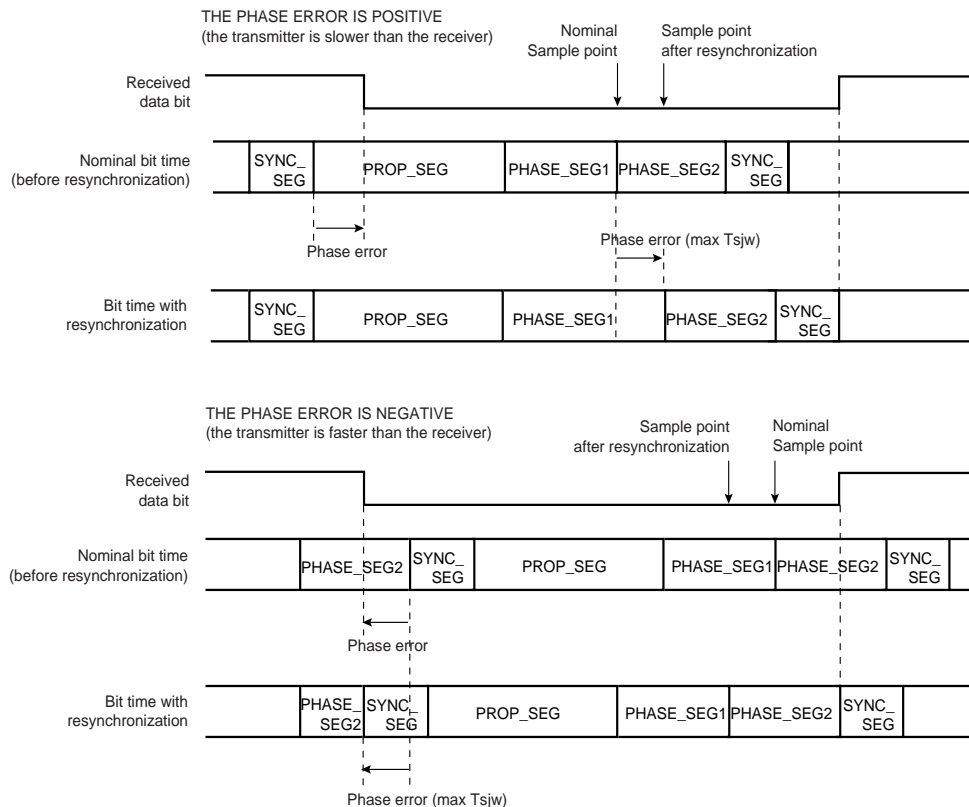 THE PHASE ERROR IS POSITIVE
(the transmitter is slower than the receiver)
Nominal
Sample point
Sample point
after resynchronization
Received
data bit
Nominal bit time
(before resynchronization)
SYNC_
SEG
PROP_SEG
PHASE_SEG1
PHASE_SEG2
SYNC_
SEG
Phase error
Phase error (max Tsjw)
Bit time with
resynchronization
SYNC_
SEG
PROP_SEG
PHASE_SEG1
PHASE_SEG2
SYNC_
SEG
THE PHASE ERROR IS NEGATIVE
(the transmitter is faster than the receiver)
Sample point
after resynchronization
Nominal
Sample point
Received
data bit
Nominal bit time
(before resynchronization)
PHASE_SEG2
SYNC_
SEG
PROP_SEG
PHASE_SEG1
PHASE_SEG2
SYNC_
SEG
Phase error
Bit time with
resynchronization
PHASE_
SEG2
SYNC_
SEG
PROP_SEG
PHASE_SEG1
PHASE_SEG2
SYNC_
SEG
Phase error (max Tsjw)